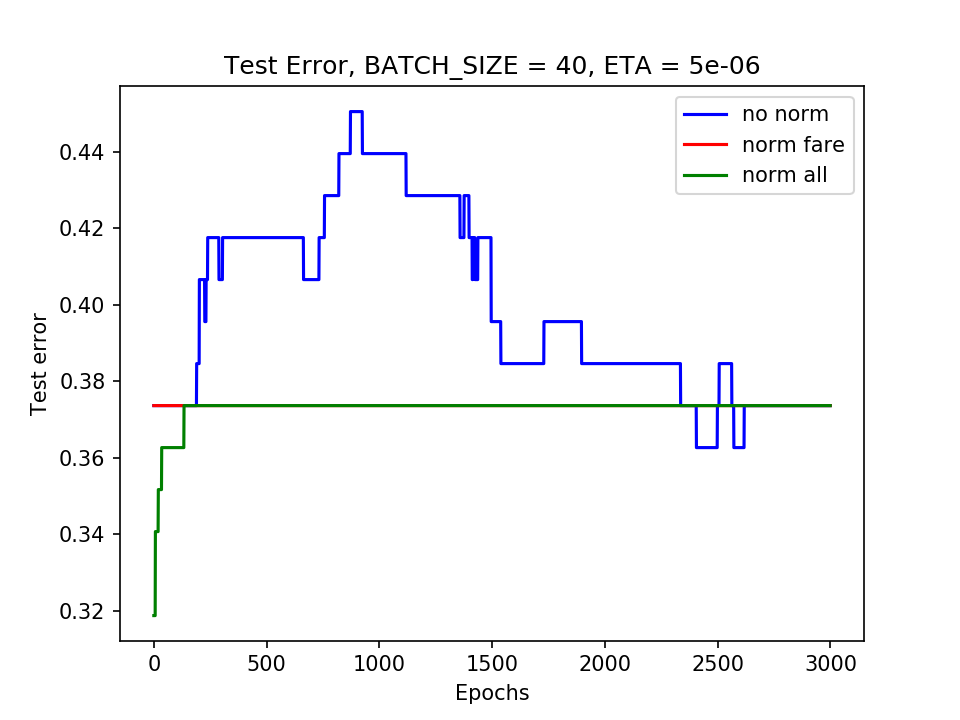 Test Error, BATCH_SIZE = 40, ETA = 5e-06
no norm
norm fare
norm all
Test error
0.44
0.42
0.40
0.38
0.36
0.34
0.32
0 500 1000 1500 2000 2500 3000
Epochs